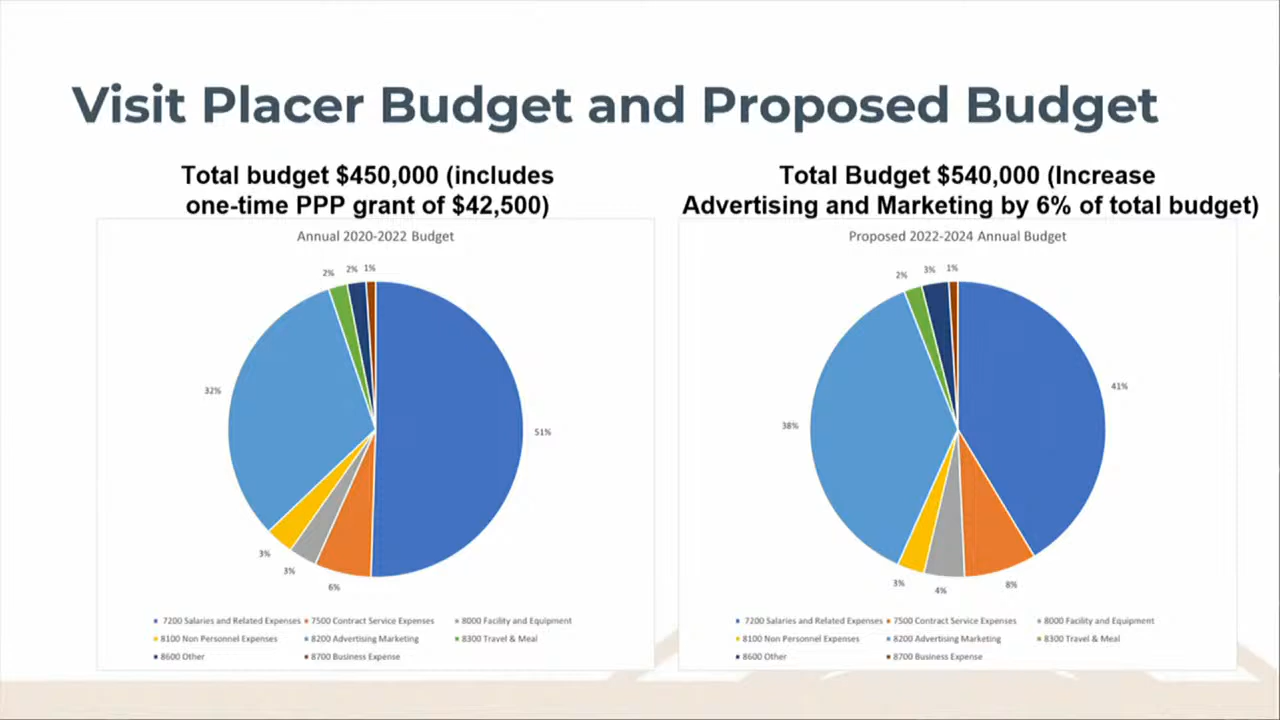 Visit Placer Budget and Proposed Budget
Total budget $450,000 (includes
one-time PPP grant of $42,500)
Annual 2020-2022 Budget
2% 2% 1%
32%
51%
3%
3%
6%
7200 Salaries and Related Expenses 7500 Contract Service Expenses 8000 Facility and Equipment
8100 Non Personnel Expenses 8200 Advertising Marketing 8300 Travel & Meal
8600 Other 8700 Business Expense
Total Budget $540,000 (Increase
Advertising and Marketing by 6% of total budget)
Proposed 2022-2024 Annual Budget
2% 3% 1%
41%
38%
3%
4%
8%
7200 Salaries and Related Expenses 7500 Contract Service Expenses 8000 Facility and Equipment
8100 Non Personnel Expenses 8200 Advertising Marketing 8300 Travel & Meal
8600 Other 8700 Business Expense